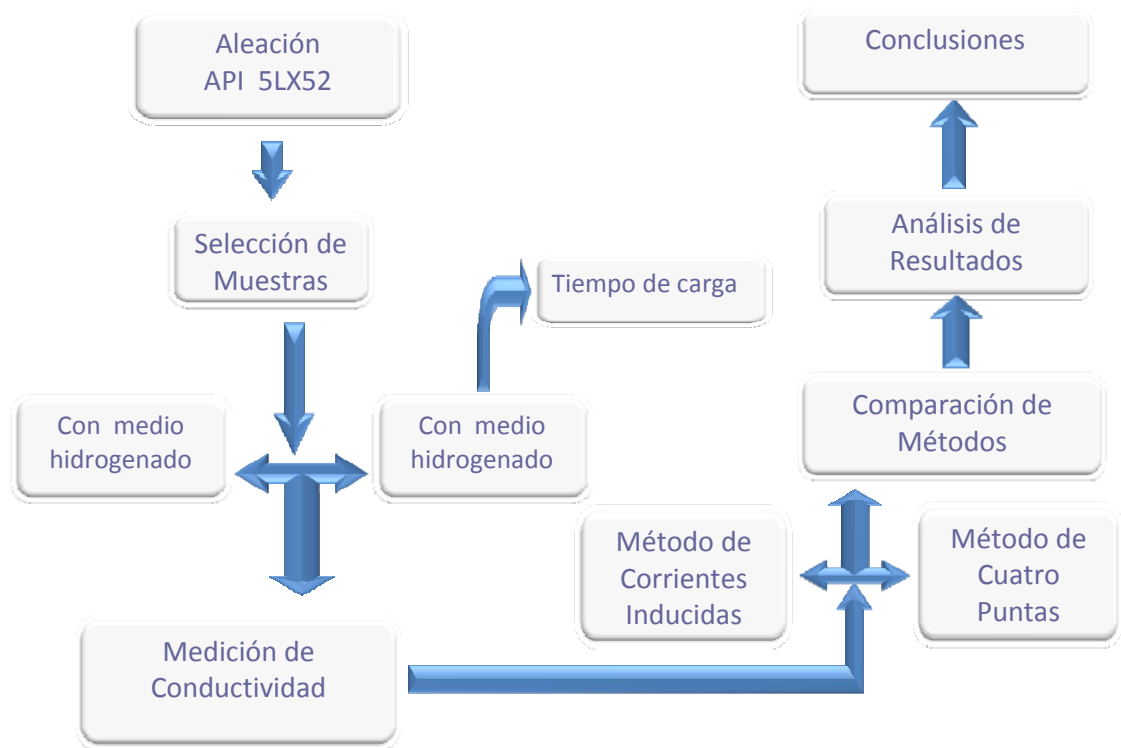 Aleación
API 5LX52
Selección de
Muestras
Tiempo de carga
Con medio
hidrogenado
Con medio
hidrogenado
Medición de
Conductividad
Método de
Corrientes
Inducidas
Método de
Cuatro
Puntas
Comparación de
Métodos
Análisis de
Resultados
Conclusiones